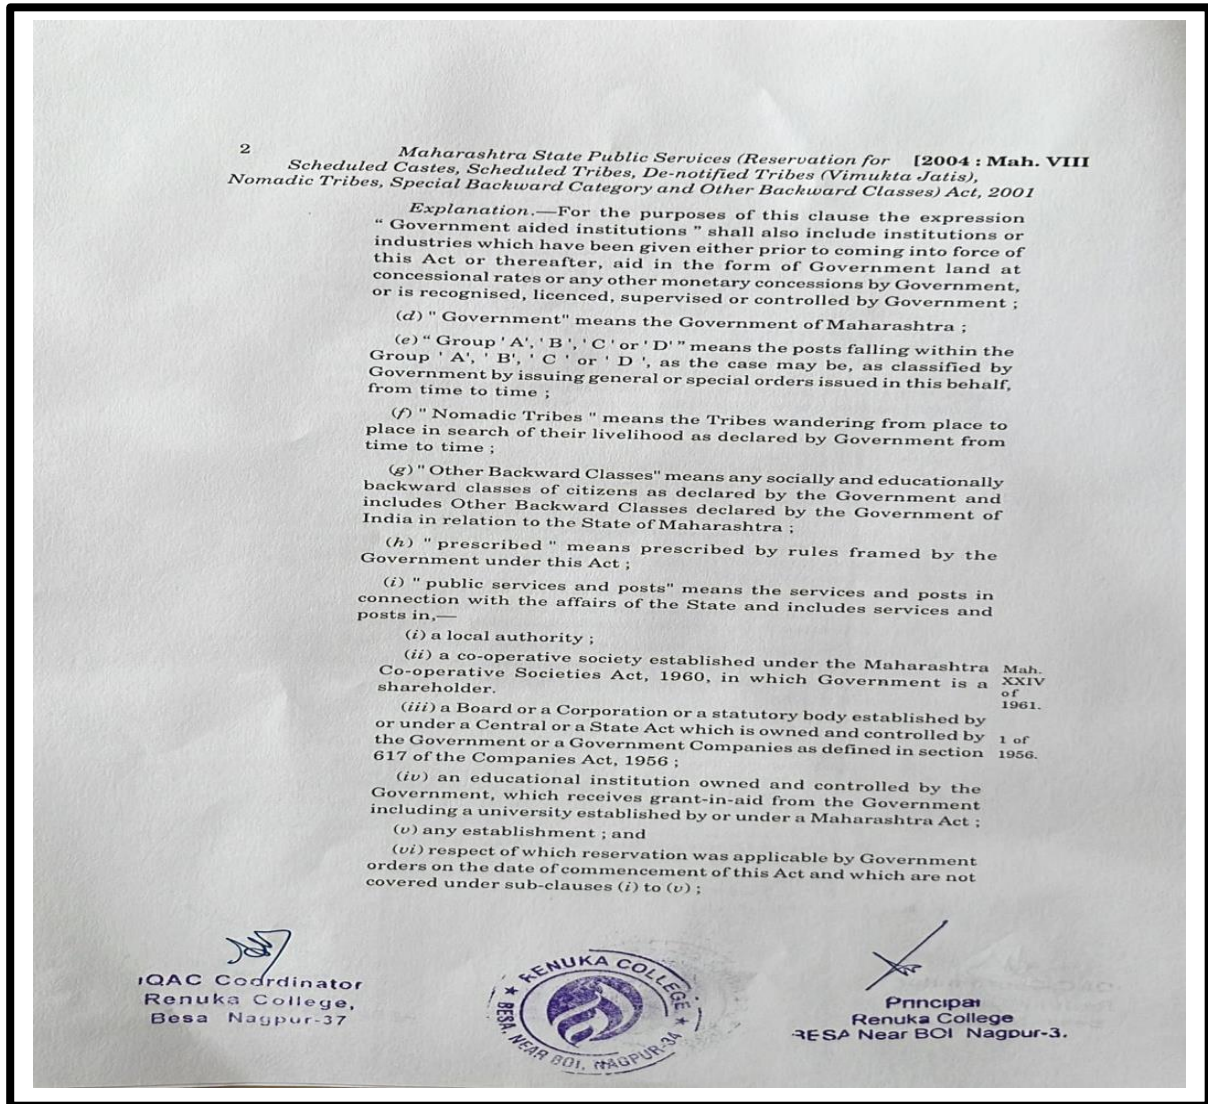 2 Maharashtra State Public Services (Reservation for [2004 : Mah. VIII
Scheduled Castes, Scheduled Tribes, De-notified Tribes (Vimukta Jatis),
Nomadic Tribes, Special Backward Category and Other Backward Classes) Act, 2001
Explanation.—For the purposes of this clause the expression
“ Government aided institutions ” shall also include institutions or
industries which have been given either prior to coming into force of
this Act or thereafter, aid in the form of Government land at
concessional rates or any other monetary concessions by Government,
or is recognised, licenced, supervised or controlled by Government ;
(d) " Government" means the Government of Maharashtra ;
(e) “ Group ' A', ' B ', ' C ' or ' D' ” means the posts falling within the
Group ' A', ' B', ' C ' or ' D ', as the case may be, as classified by
Government by issuing general or special orders issued in this behalf,
from time to time ;
(f) " Nomadic Tribes " means the Tribes wandering from place to
place in search of their livelihood as declared by Government from
time to time ;
(g) " Other Backward Classes" means any socially and educationally
backward classes of citizens as declared by the Government and
includes Other Backward Classes declared by the Government of
India in relation to the State of Maharashtra ;
(h) " prescribed " means prescribed by rules framed by the
Government under this Act ;
(i) " public services and posts" means the services and posts in
connection with the affairs of the State and includes services and
posts in,—
(i) a local authority ;
(ii) a co-operative society established under the Maharashtra
Co-operative Societies Act, 1960, in which Government is a
shareholder.
Mah.
XXIV
of
1961.
(iii) a Board or a Corporation or a statutory body established by
or under a Central or a State Act which is owned and controlled by
the Government or a Government Companies as defined in section
617 of the Companies Act, 1956 ;
1 of
1956.
(iv) an educational institution owned and controlled by the
Government, which receives grant-in-aid from the Government
including a university established by or under a Maharashtra Act ;
(v) any establishment ; and
(vi) respect of which reservation was applicable by Government
orders on the date of commencement of this Act and which are not
covered under sub-clauses (i) to (v) ;
IQAC Coordinator
Renuka College,
Besa Nagpur-37
RENUKA COLLEGE
BESA, NEAR BOI, NAGPUR-34
Principal
Renuka College
BESA Near BOI Nagpur-3.